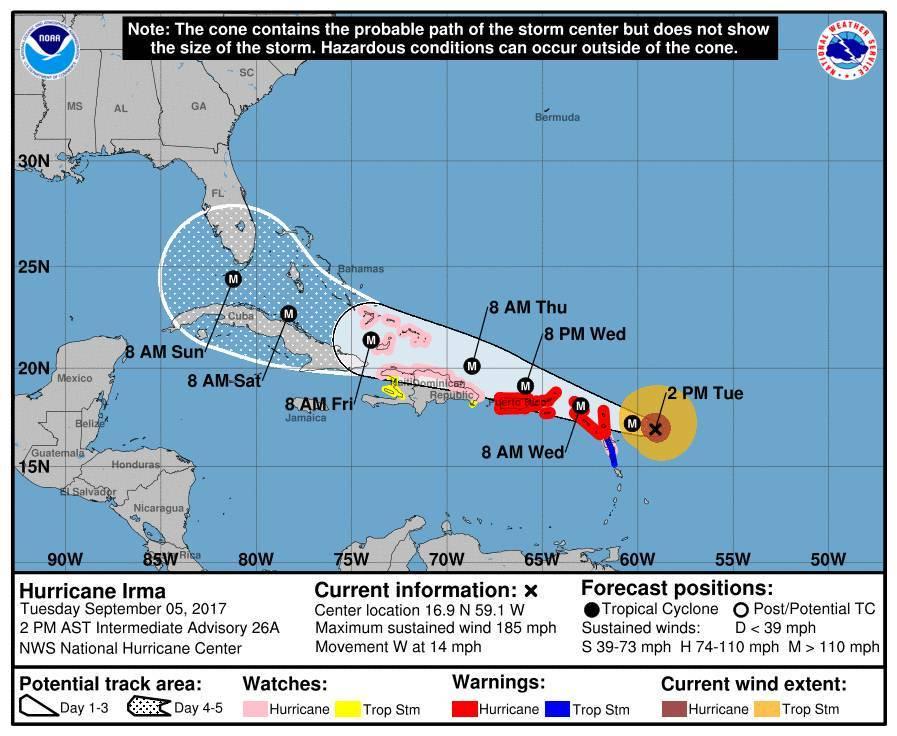 Note: The cone contains the probable path of the storm center but does not show
the size of the storm. Hazardous conditions can occur outside of the cone.
NOAA
NATIONAL WEATHER SERVICE
SC
MS
AL
GA
Bermuda
30N
FL
25N
Bahamas
8 AM Thu
M
M
Cuba
8 PM Wed
M
M
8 AM Sun
20N
M
M
8 AM Sat
Mexico
Haiti
Dominican
Republic
Puerto Rico
2 PM Tue
8 AM Fri
M
M
Jamaica
Belize
8 AM Wed
Guatemala
15N
Honduras
El Salvador
Nicaragua
Rica
90W
85W
80W
75W
70W
65W
60W
55W
50W
Hurricane Irma
Tuesday September 05, 2017
2 PM AST Intermediate Advisory 26A
NWS National Hurricane Center
Current information: x
Center location 16.9 N 59.1 W
Maximum sustained wind 185 mph
Movement W at 14 mph
Forecast positions:
Tropical Cyclone Post/Potential TC
Sustained winds: D < 39 mph
S 39-73 mph H 74-110 mph M > 110 mph
Potential track area:
Day 1-3 Day 4-5
Watches:
Hurricane Trop Stm
Warnings:
Hurricane Trop Stm
Current wind extent:
Hurricane Trop Stm